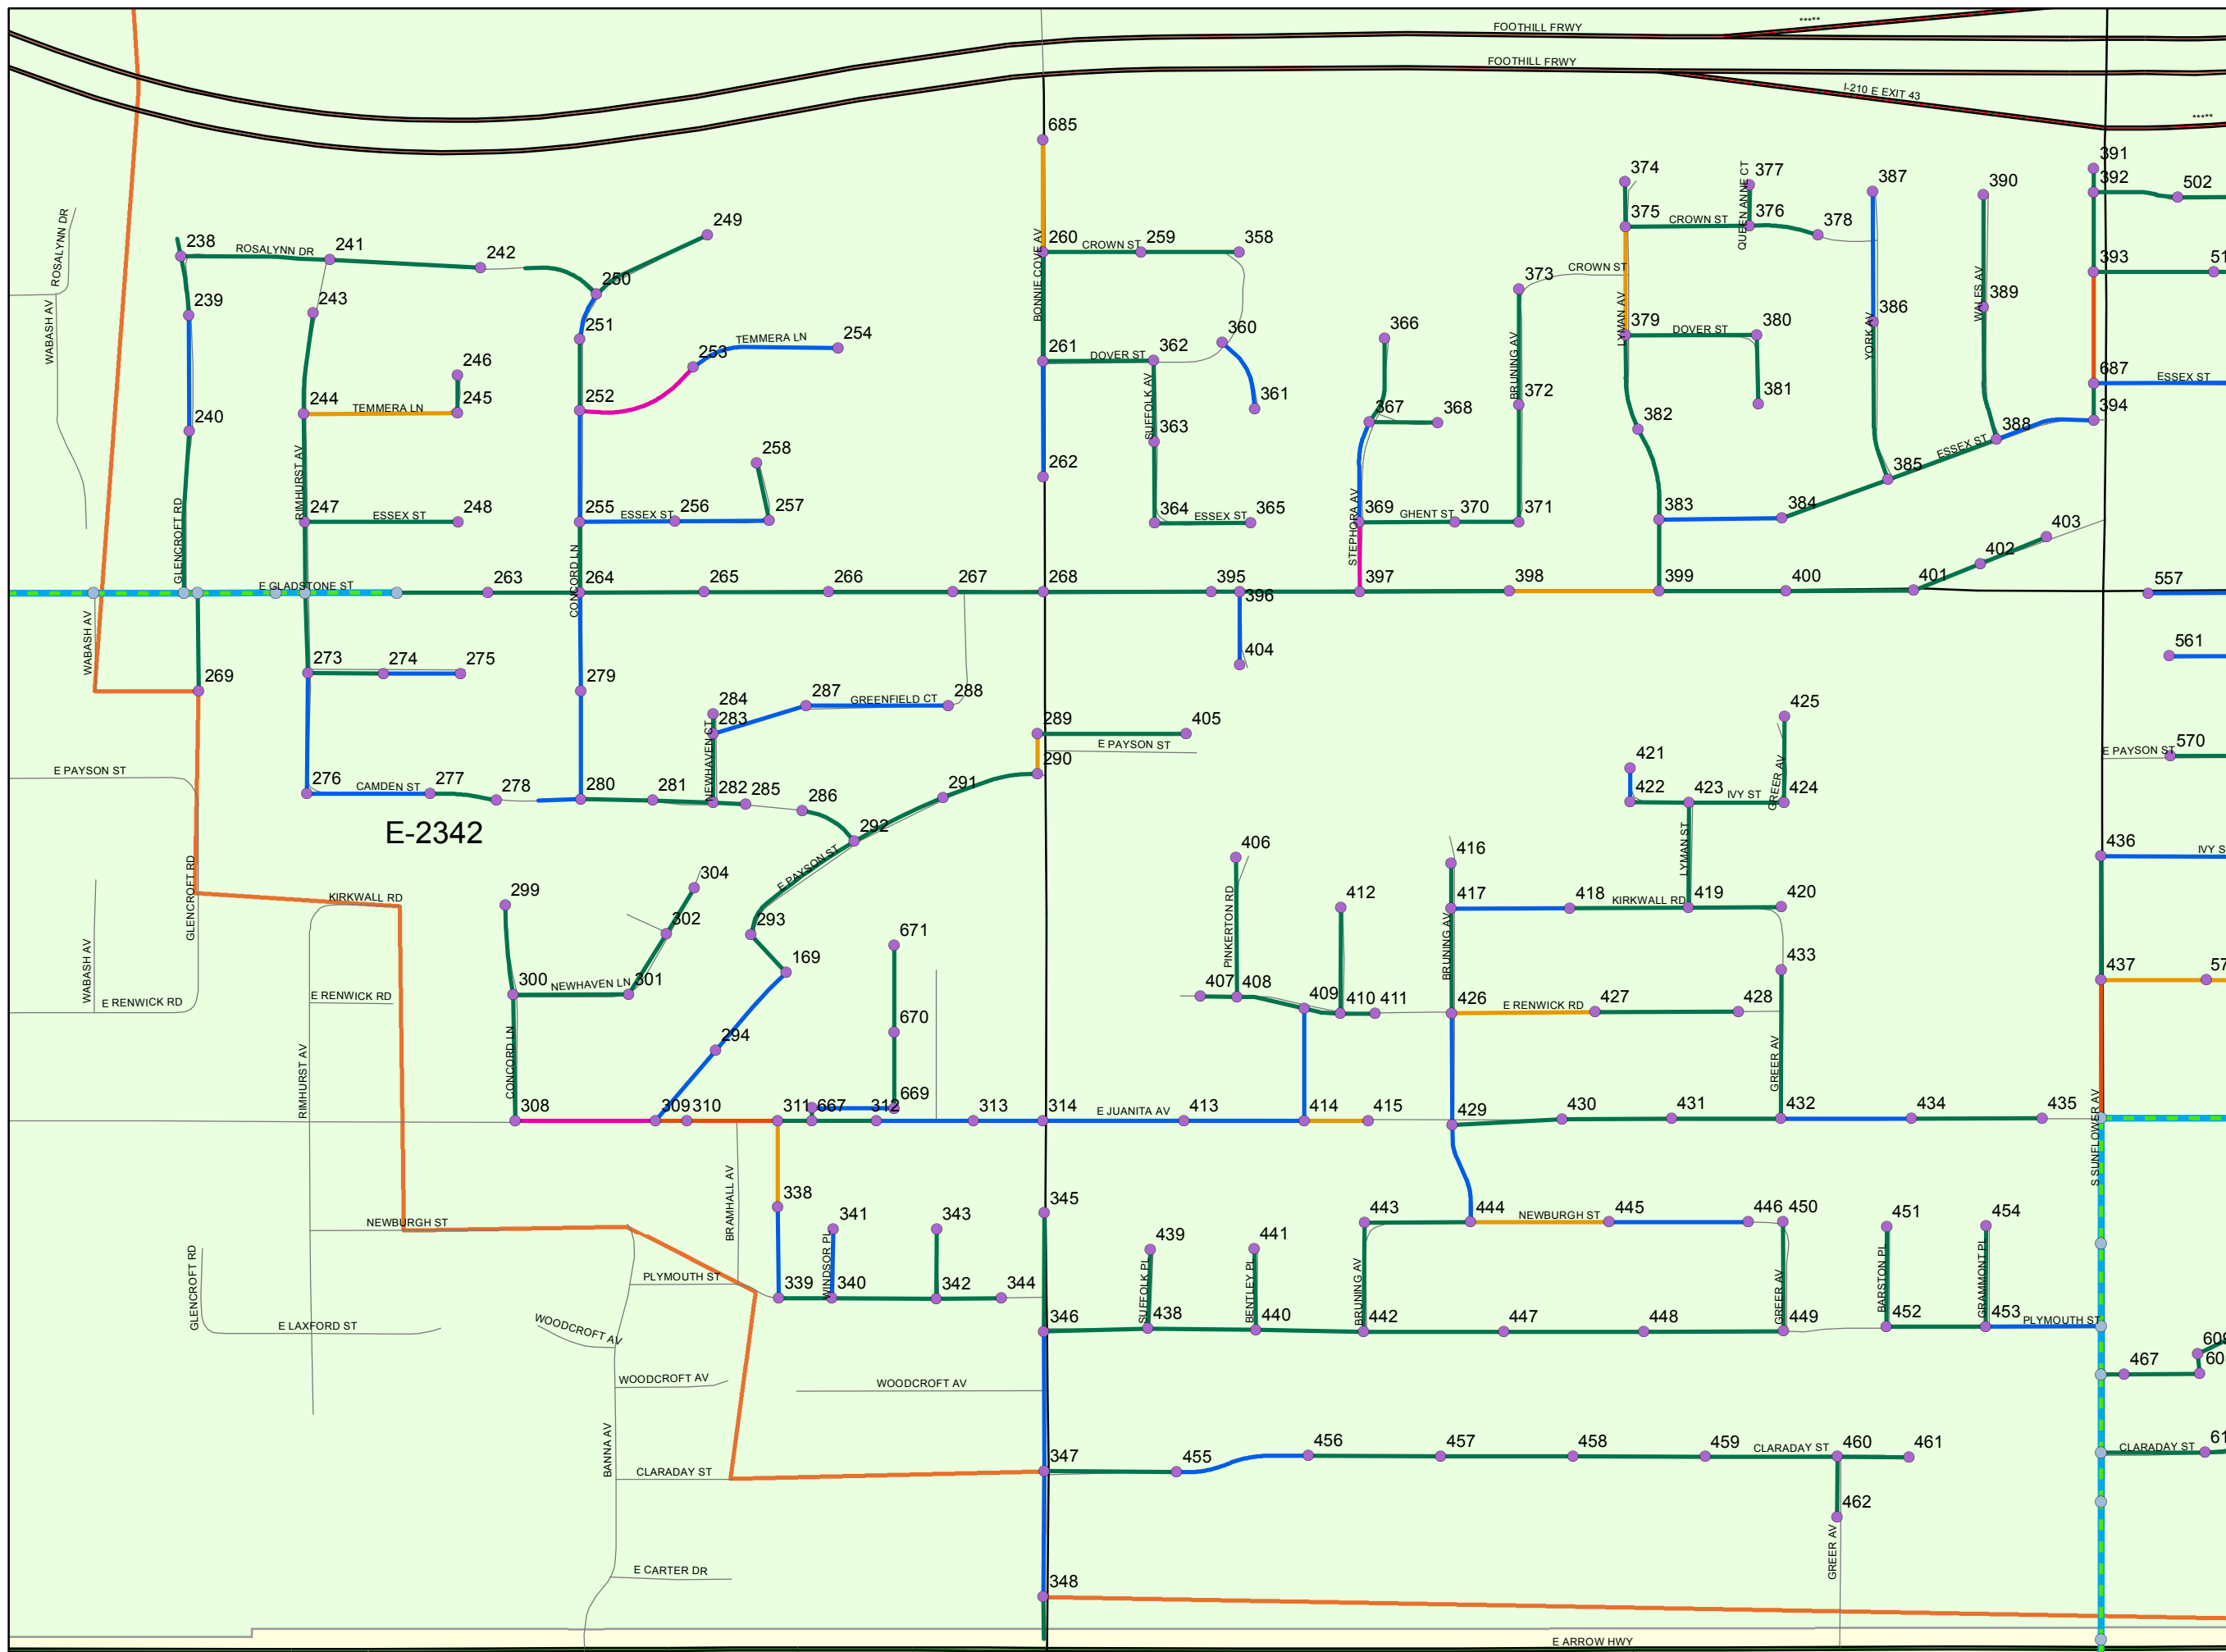 FOOTHILL FRWY
*****
FOOTHILL FRWY
I-210 E EXIT 43
*****
685
391
374
377
387
390
392
502
ROSALYNN DR
249
QUEEN ANNE CT
375
CROWN ST
376
378
238
ROSALYNN DR
241
242
260
CROWN ST
259
358
BONNIE COVE AV
393
51
CROWN ST
373
250
239
243
WABASH AV
LYMAN AV
386
WALES AV
389
251
TEMMERA LN
254
253
360
366
379
DOVER ST
380
YORK AV
261
DOVER ST
362
246
BRUNING AV
372
687
ESSEX ST
240
244
TEMMERA LN
245
252
SUFFOLK AV
361
367
368
381
382
394
363
388
ESSEX ST
258
262
385
RIMHURST AV
GLENCROFT RD
247
ESSEX ST
248
255
ESSEX ST
256
257
364
ESSEX ST
365
STEPHORA AV
369
GHENT ST
370
371
383
384
403
402
CONCORD LN
E GLADSTONE ST
263
264
265
266
267
268
395
396
397
398
399
400
401
557
WABASH AV
269
273
274
275
279
404
561
284
283
287
GREENFIELD CT
288
NEWHAVEN CT
289
405
E PAYSON ST
290
425
421
E PAYSON ST
570
E PAYSON ST
276
CAMDEN ST
277
278
280
281
282
285
286
291
422
423
IVY ST
424
GREER AV
E-2342
292
E PAYSON ST
406
416
LYMAN ST
436
IVY S
GLENCROFT RD
KIRKWALL RD
299
304
302
293
412
417
418
KIRKWALL RD
419
420
WABASH AV
671
169
PINKERTON RD
BRUNING AV
433
437
57
E RENWICK RD
E RENWICK RD
300
NEWHAVEN LN
301
407
408
409
410
411
426
E RENWICK RD
427
428
670
294
RIMHURST AV
CONCORD LN
GREER AV
669
308
309
310
311
667
312
313
314
E JUANITA AV
413
414
415
429
430
431
432
434
435
S SUNFLOWER AV
BRAMHALL AV
338
341
343
345
NEWBURGH ST
443
444
NEWBURGH ST
445
446
450
451
454
GLENCROFT RD
PLYMOUTH ST
339
WINDSOR PL
340
342
344
439
SUFFOLK PL
441
BENTLEY PL
BRUNING AV
GREER AV
BARSTON PL
GRAMMONT PL
E LAXFORD ST
WOODCROFT AV
346
438
440
442
447
448
449
452
453
PLYMOUTH ST
467
WOODCROFT AV
WOODCROFT AV
BANNA AV
CLARADAY ST
347
455
456
457
458
459
CLARADAY ST
460
461
CLARADAY ST
61
462
GREER AV
E CARTER DR
348
E ARROW HWY